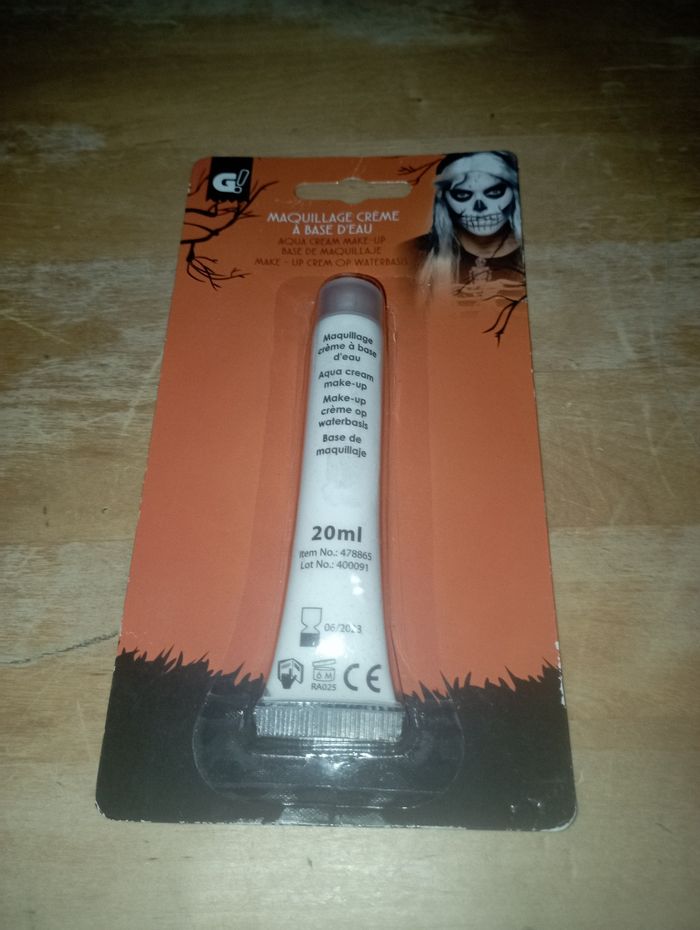 G!
MAQUILLAGE CRÈME
À BASE D'EAU
AQUA CREAM MAKE-UP
BASE DE MAQUILLAJE
MAKE - UP CREM OP WATERBASIS
Maquillage
crème à base
d'eau
Aqua cream
make-up
Make-up
crème op
waterbasis
Base de
maquillaje
20ml
Item No.: 478865
Lot No.: 400091
06/2023
6 M
RA025
CE